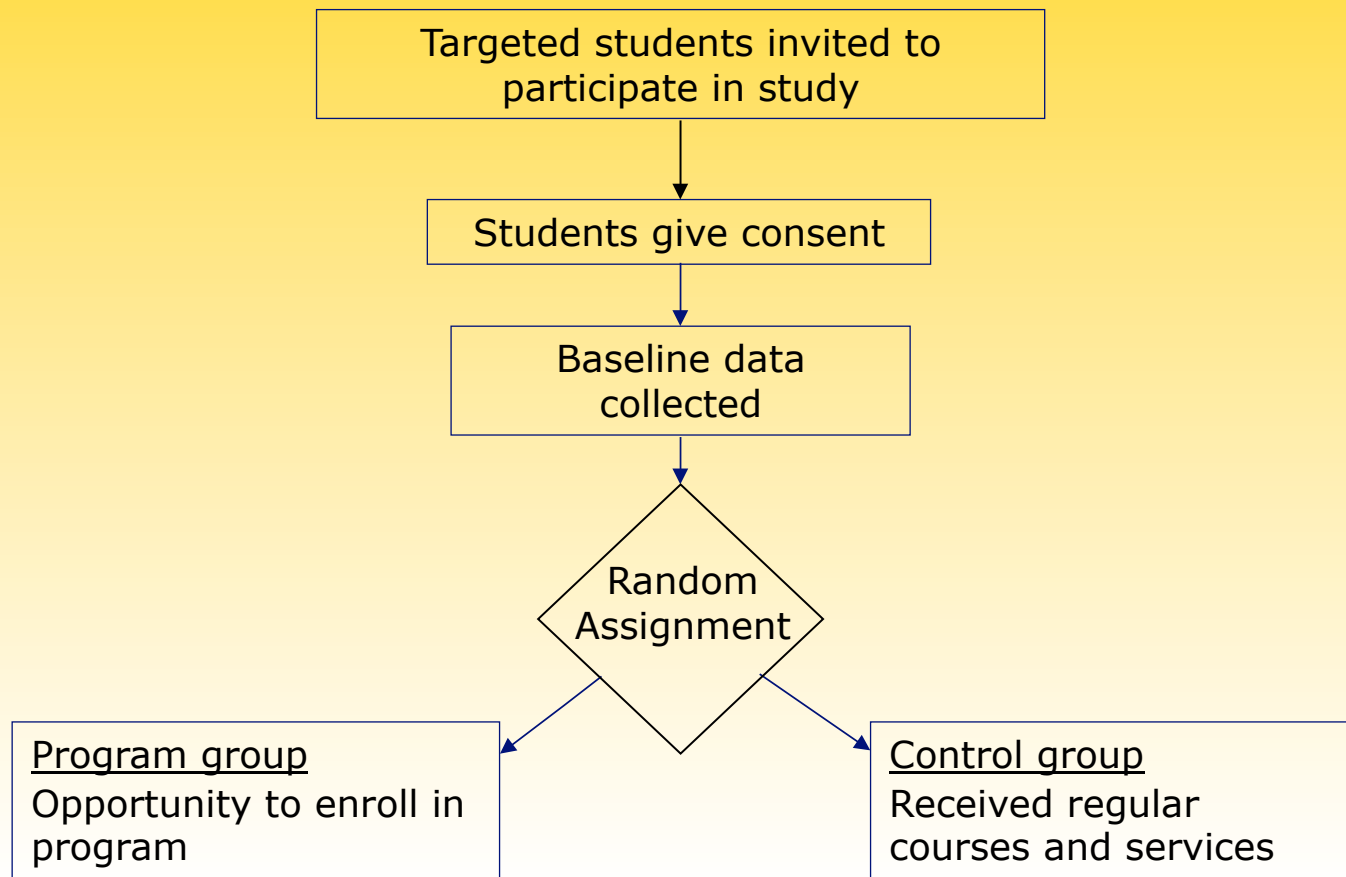 Targeted students invited to
participate in study
Students give consent
Baseline data
collected
Random
Assignment
Program group
Opportunity to enroll in
program
Control group
Received regular
courses and services